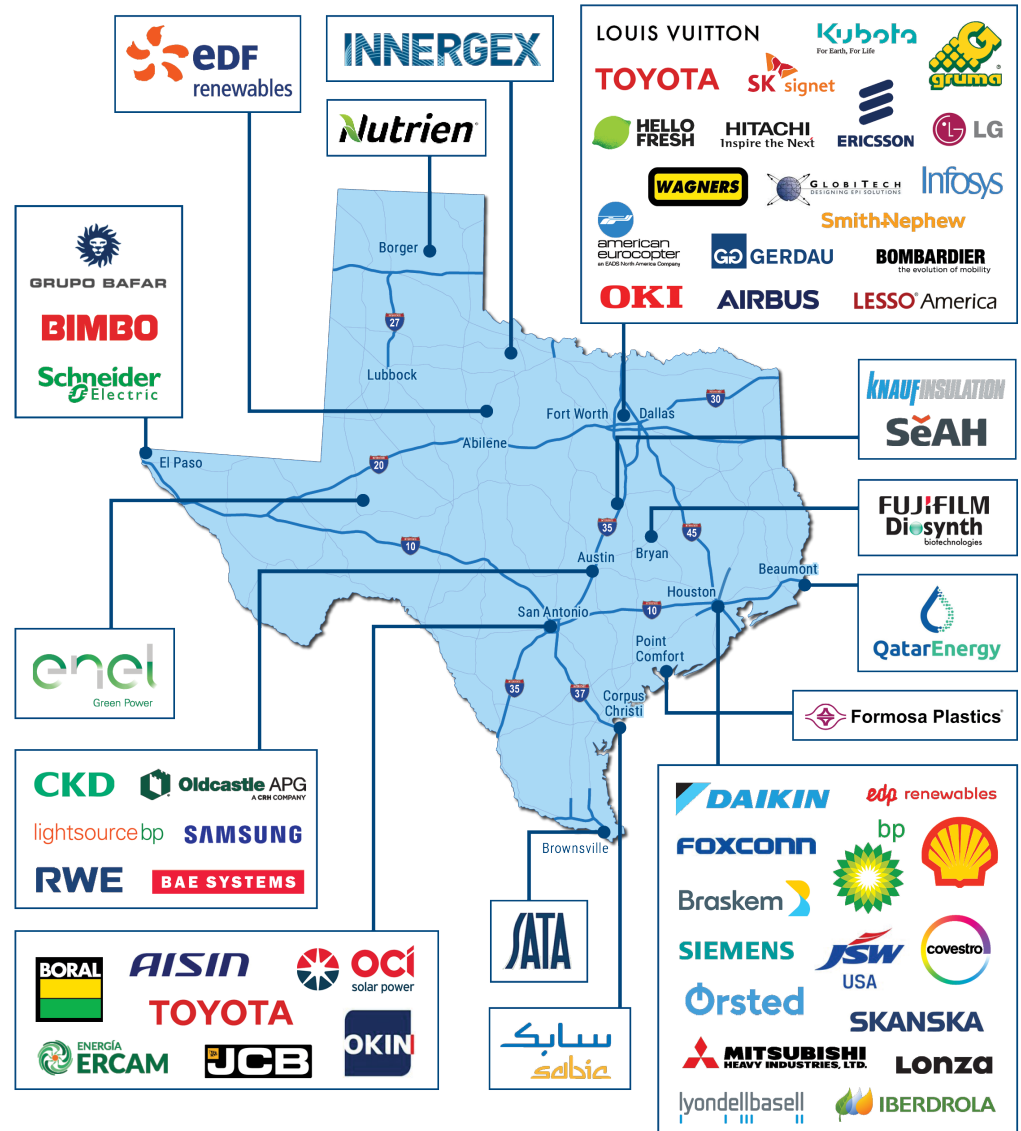 eDF
renewables
INNERGEX
Nutrien
LOUIS VUITTON
Kubota
For Earth, For Life
gruma
TOYOTA
SK signet
ERICSSON
HELLO
FRESH
HITACHI
Inspire the Next
LG
WAGNERS
GLOBITECH
DESIGNING EPI SOLUTIONS
Infosys
american
eurocopter
an EADS North America Company
Smith+Nephew
GG GERDAU
BOMBARDIER
the evolution of mobility
OKI
AIRBUS
LESSO® America
GRUPO BAFAR
BIMBO
Schneider
Electric
Borger
27
Lubbock
Fort Worth
Dallas
30
Abilene
20
El Paso
35
45
10
Bryan
Austin
Beaumont
Houston
San Antonio
10
Point
Comfort
35
37
Corpus
Christi
Brownsville
knaufINSULATION
SeAH
FUJIFILM
Diosynth
biotechnologies
QatarEnergy
Formosa Plastics®
enel
Green Power
CKD
Oldcastle APG
A CRH COMPANY
lightsource bp
SAMSUNG
RWE
BAE SYSTEMS
BORAL
AISIN
OCI
solar power
TOYOTA
ENERGÍA
ERCAM
JCB
JCB
OKIN
SATA
سابك
sabic
DAIKIN
edp renewables
FOXCONN
bp
Braskem
SIEMENS
JSW
USA
covestro
Ørsted
SKANSKA
MITSUBISHI
HEAVY INDUSTRIES, LTD.
Lonza
lyondellbasell
IBERDROLA